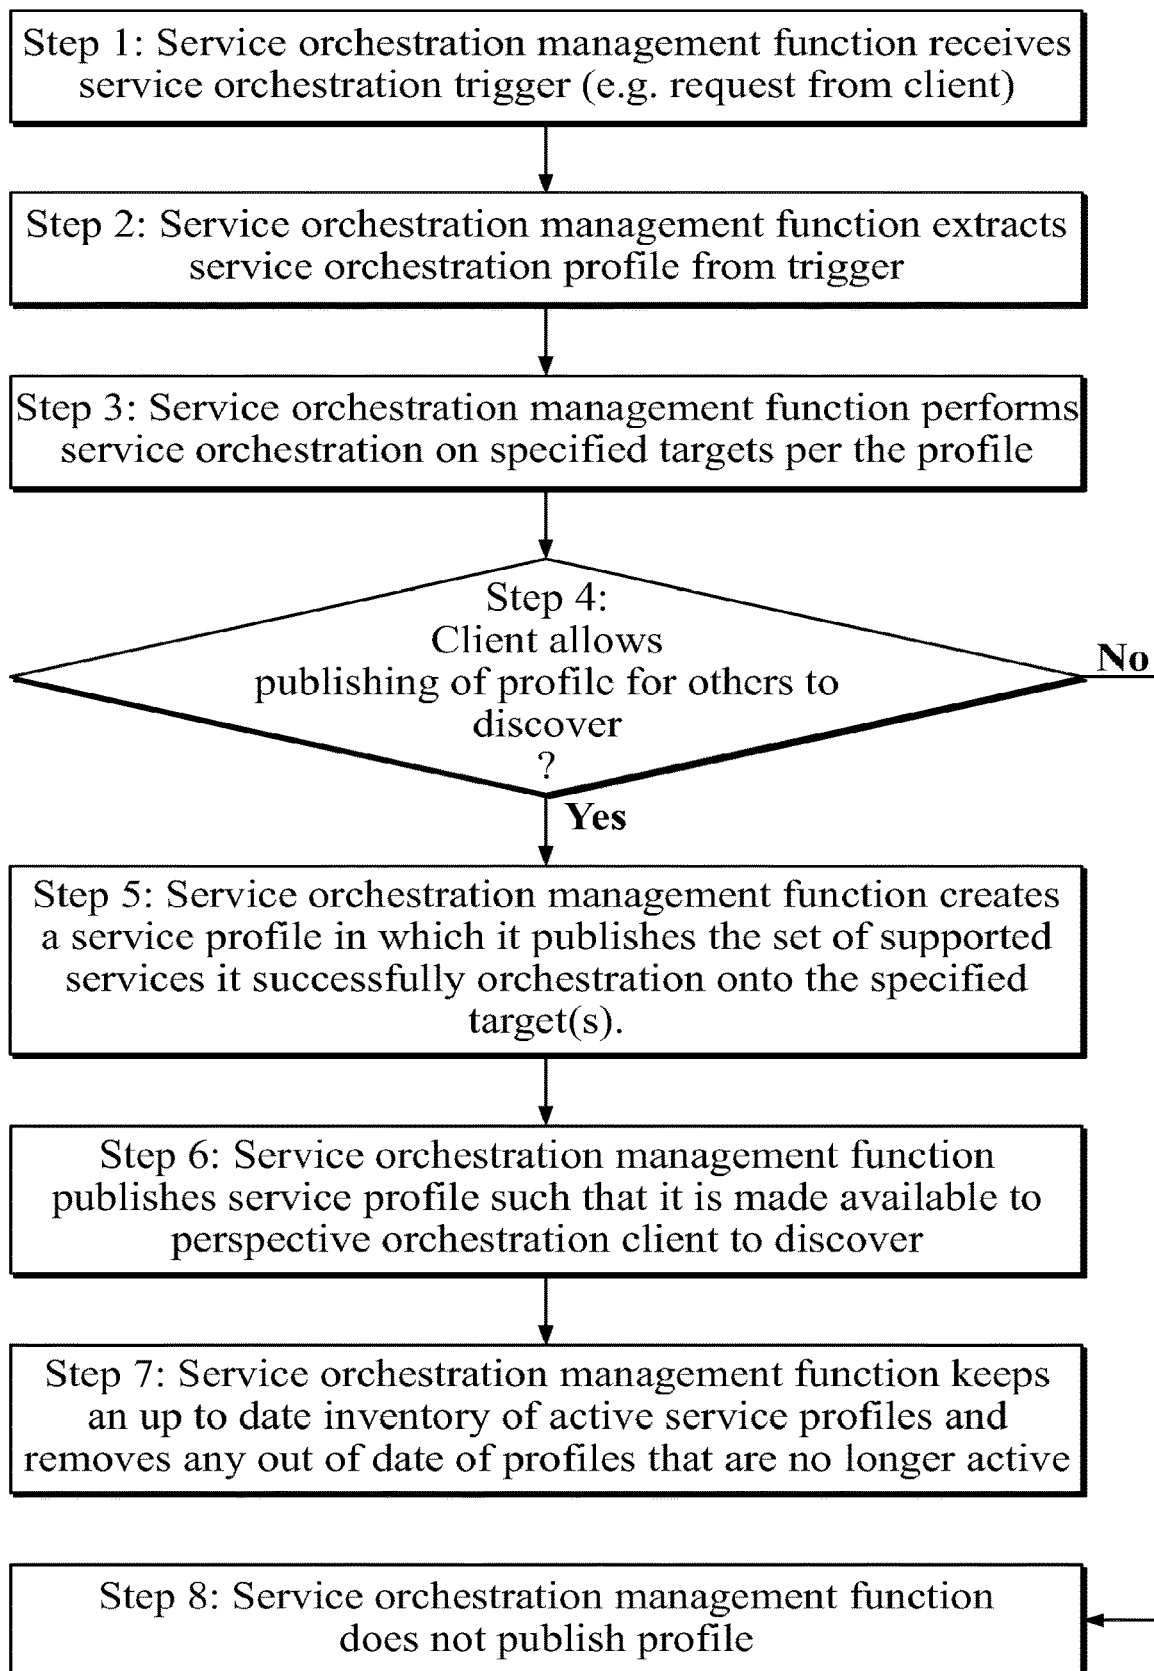 Step 1: Service orchestration management function receives
service orchestration trigger (e.g. request from client)
Step 2: Service orchestration management function extracts
service orchestration profile from trigger
Step 3: Service orchestration management function performs
service orchestration on specified targets per the profile
Step 4:
Client allows
publishing of profile for others to
discover
?
No
Yes
Step 5: Service orchestration management function creates
a service profile in which it publishes the set of supported
services it successfully orchestration onto the specified
target(s).
Step 6: Service orchestration management function
publishes service profile such that it is made available to
perspective orchestration client to discover
Step 7: Service orchestration management function keeps
an up to date inventory of active service profiles and
removes any out of date of profiles that are no longer active
Step 8: Service orchestration management function
does not publish profile